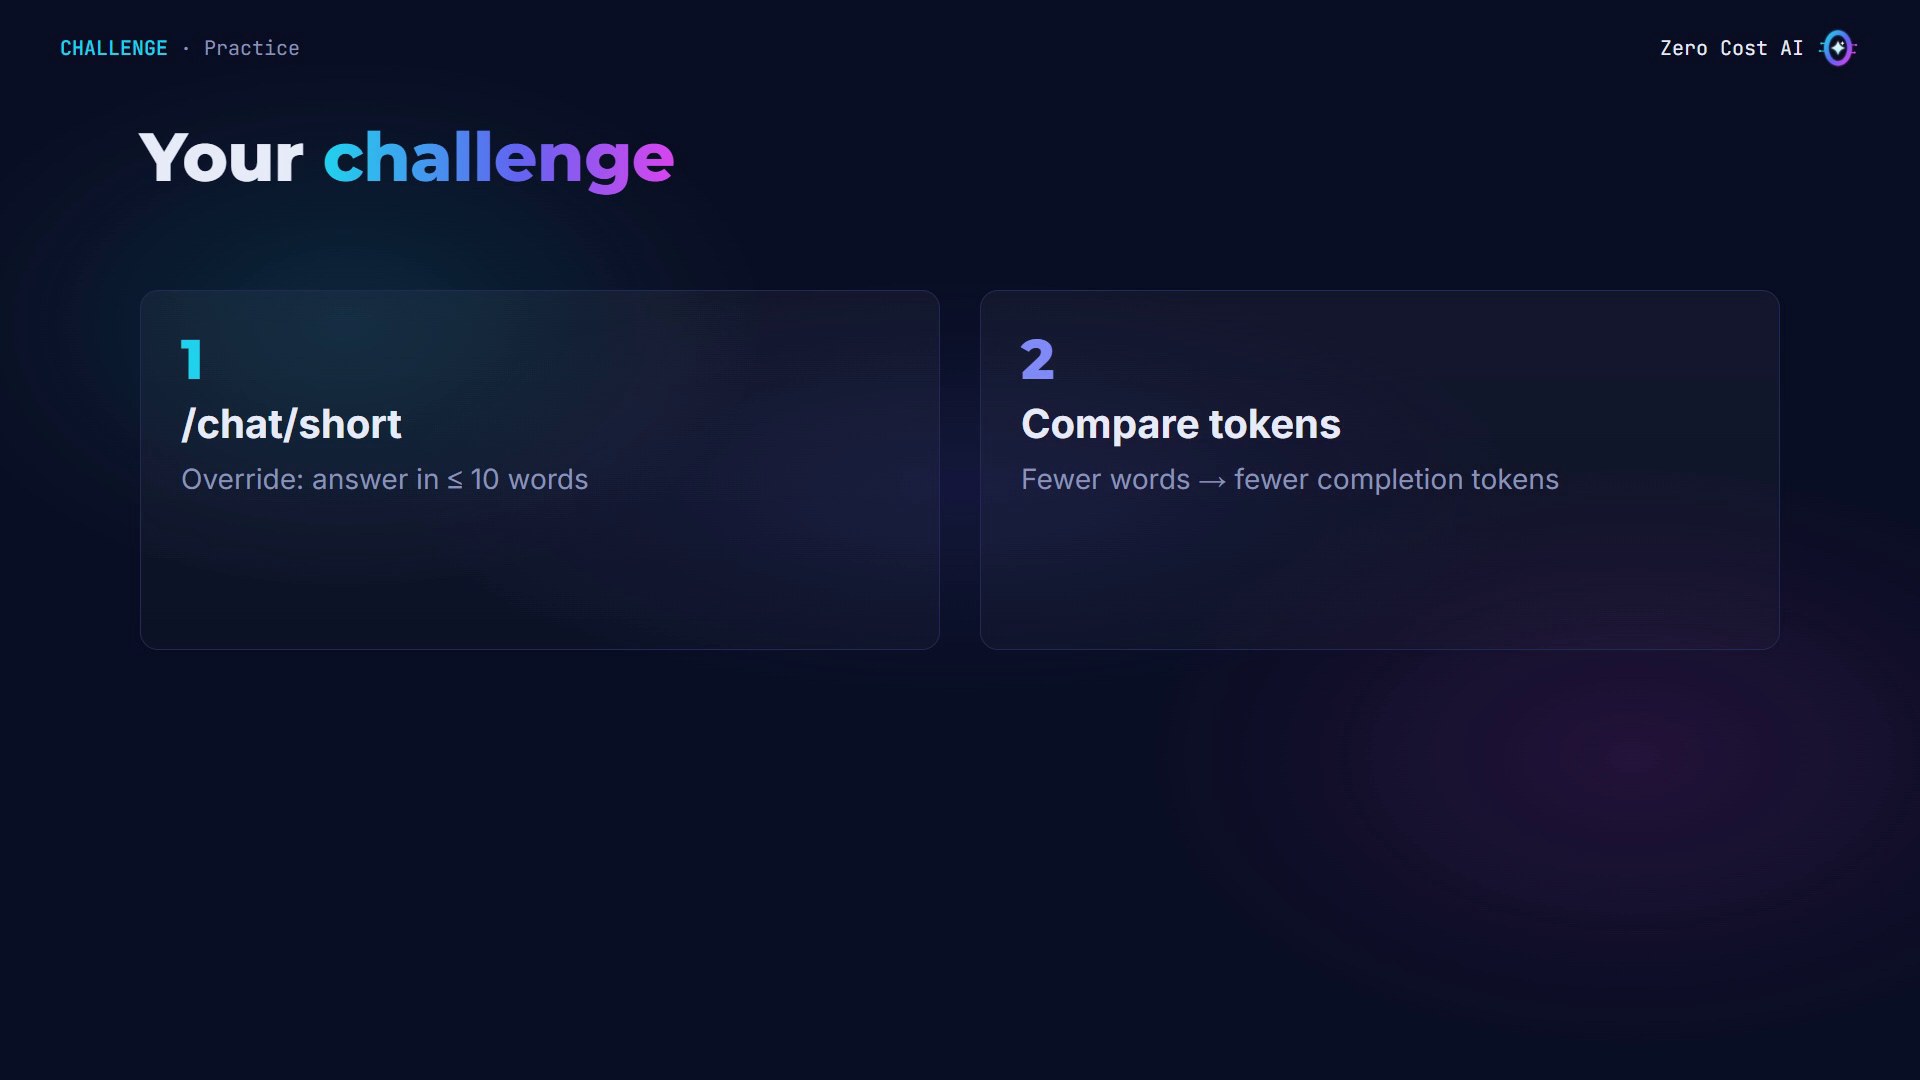 CHALLENGE · Practice
Zero Cost AI
Your challenge
1
/chat/short
Override: answer in ≤ 10 words
2
Compare tokens
Fewer words → fewer completion tokens